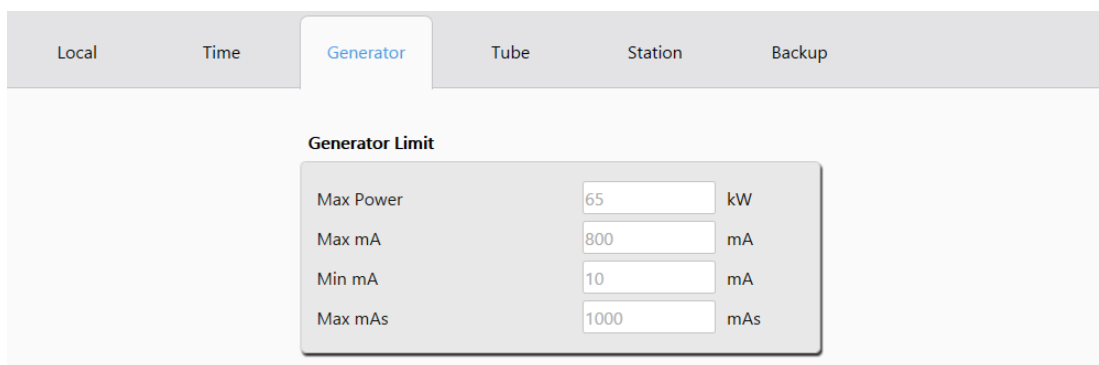 Local Time Generator Tube Station Backup
Generator Limit
Max Power 65 kW
Max mA 800 mA
Min mA 10 mA
Max mAs 1000 mAs